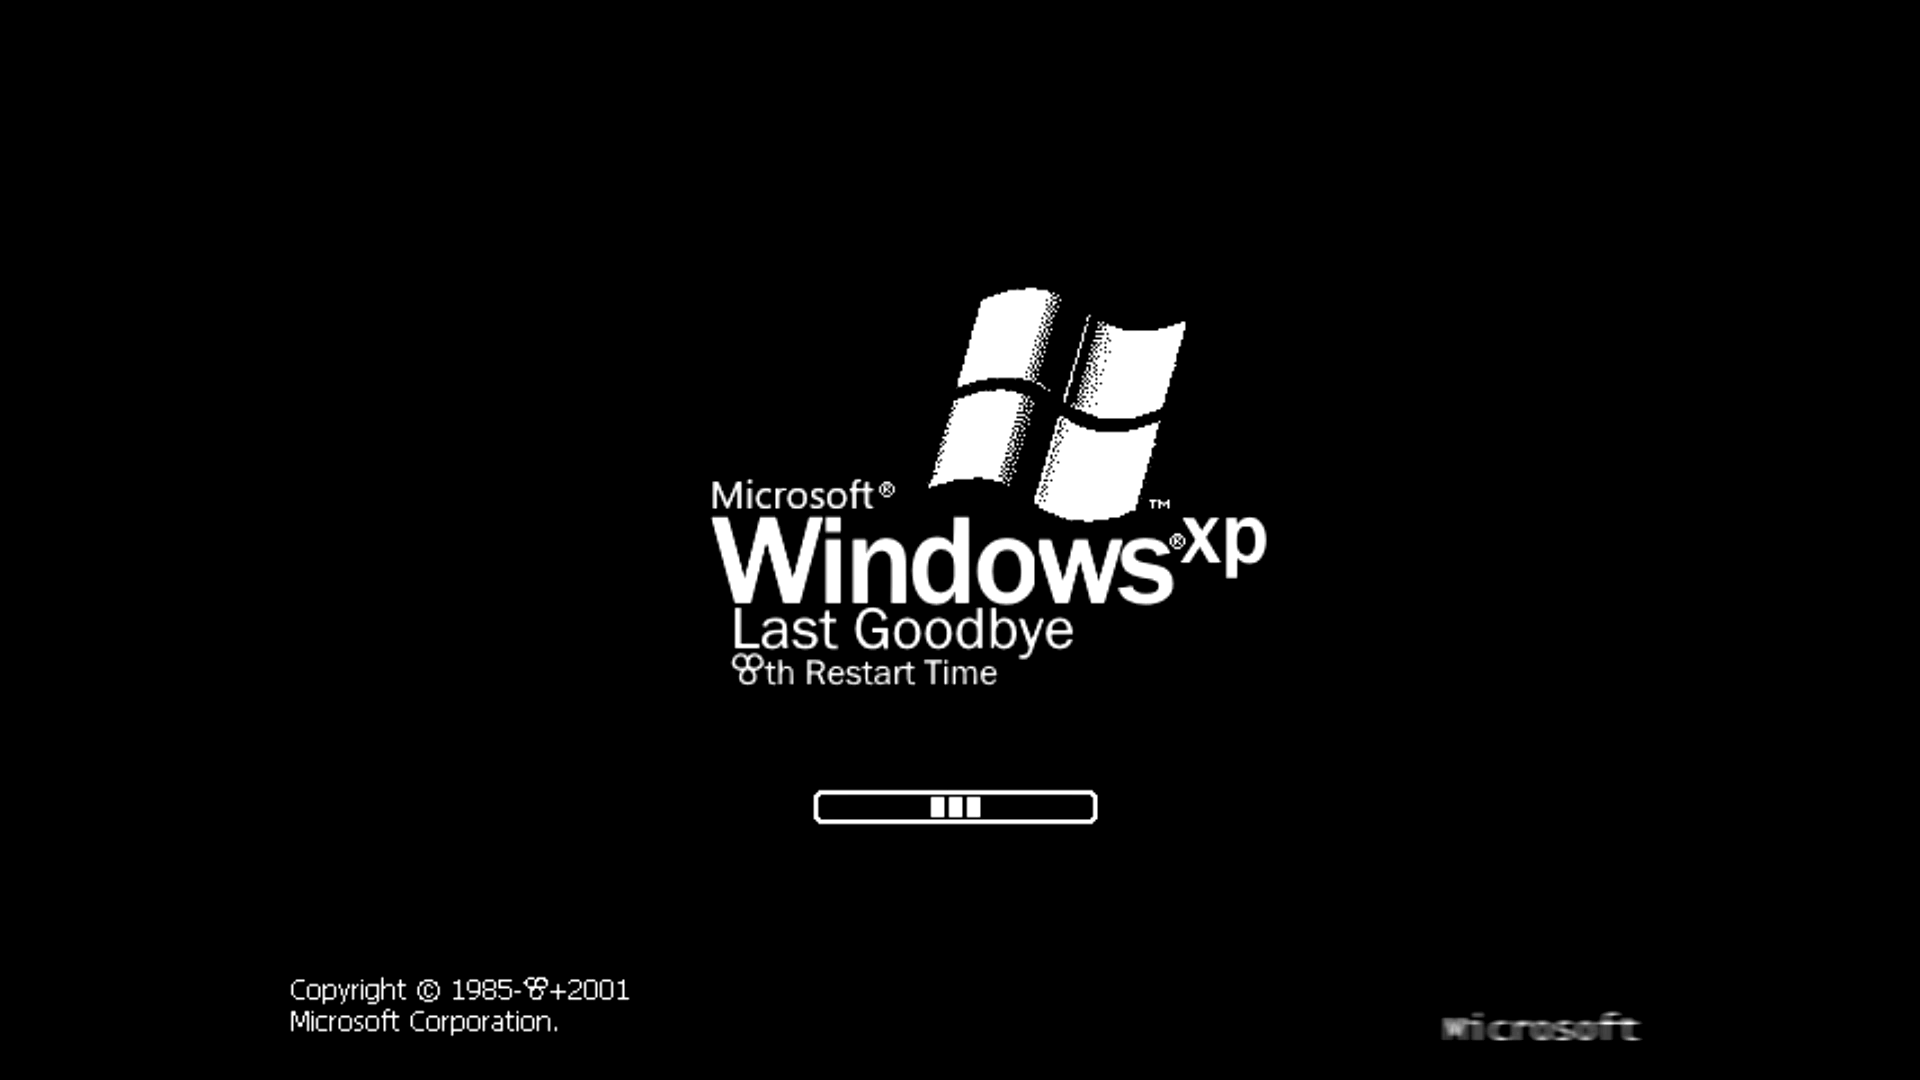 Microsoft®
Windows®xp™
Last Goodbye
th Restart Time
Copyright © 1985-+2001
Microsoft Corporation.
Microsoft